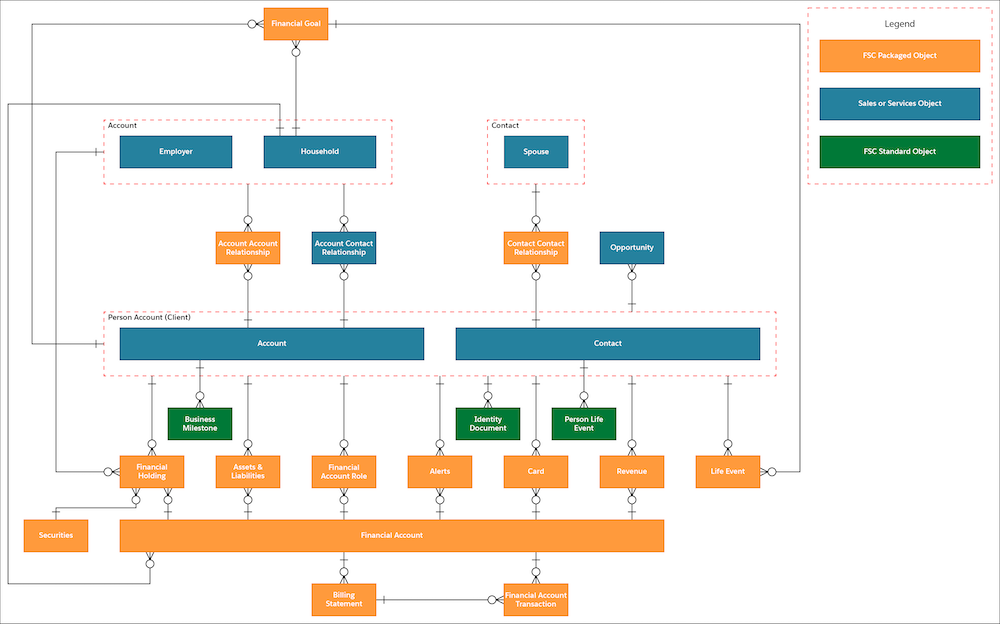 Financial Goal
Legend
FSC Packaged Object
Sales or Services Object
FSC Standard Object
Account
Employer
Household
Contact
Spouse
Account Account
Relationship
Account Contact
Relationship
Contact Contact
Relationship
Opportunity
Person Account (Client)
Account
Contact
Business
Milestone
Identity
Document
Person Life
Event
Financial
Holding
Assets &
Liabilities
Financial
Account Role
Alerts
Card
Revenue
Life Event
Securities
Financial Account
Billing
Statement
Financial Account
Transaction